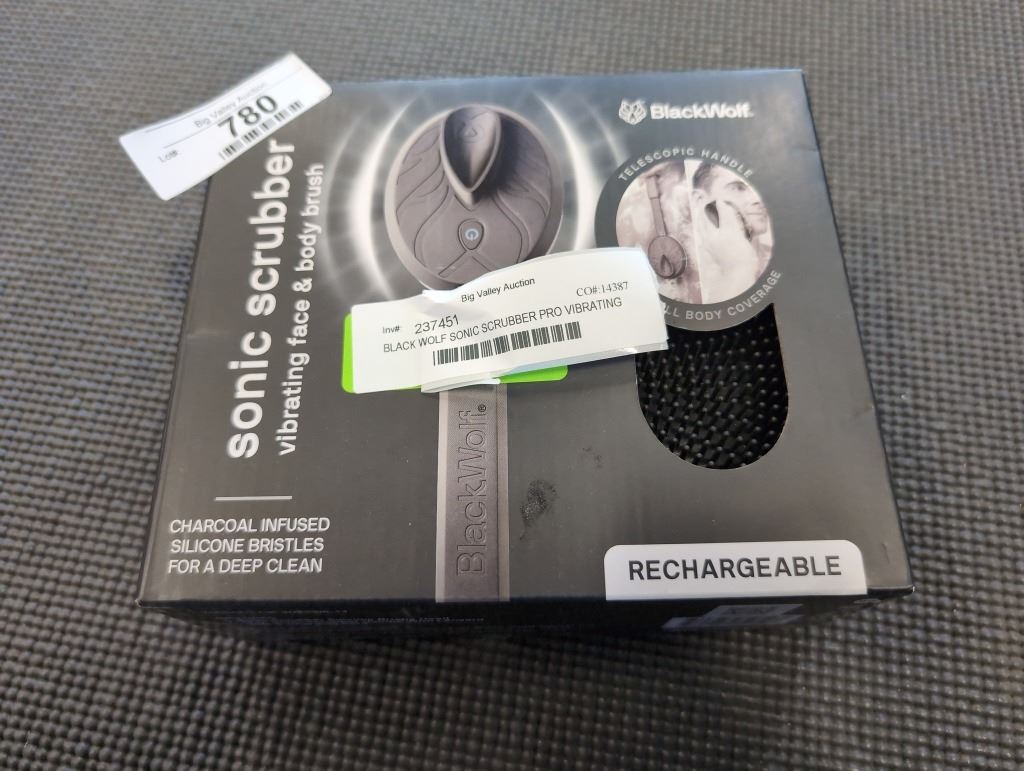 Big Valley Auction
Lot#:
780
sonic scrubber
vibrating face & body brush
BlackWolf®
TELESCOPIC HANDLE
LL BODY COVERAGE
Big Valley Auction
Inv#: 237451 CO#:14387
BLACK WOLF SONIC SCRUBBER PRO VIBRATING
BlackWolf®
CHARCOAL INFUSED
SILICONE BRISTLES
FOR A DEEP CLEAN
RECHARGEABLE